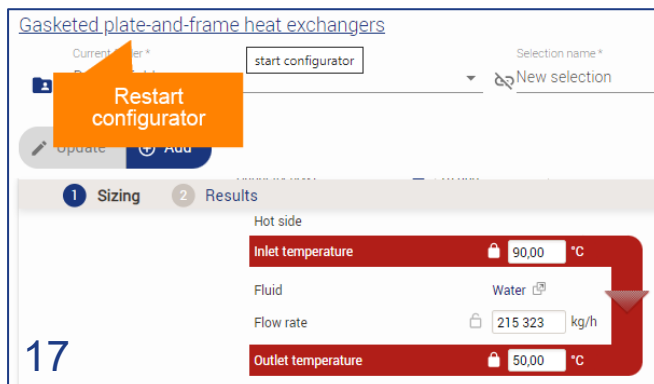 Gasketed plate-and-frame heat exchangers
start configurator
Selection name *
New selection
Restart
configurator
Update
Add
1 Sizing 2 Results
Hot side
Inlet temperature 90,00 °C
Fluid Water
Flow rate 215 323 kg/h
Outlet temperature 50,00 °C
17